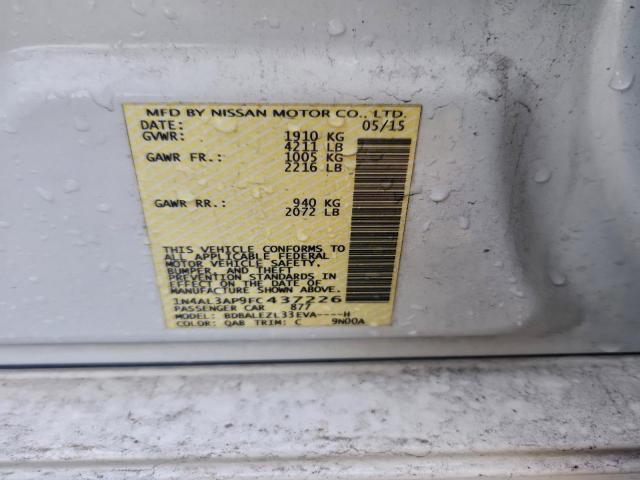 MFD BY NISSAN MOTOR CO., LTD.
DATE: 05/15
GVWR: 1910 KG
4211 LB
GAWR FR.: 1005 KG
2216 LB
GAWR RR.: 940 KG
2072 LB
THIS VEHICLE CONFORMS TO
ALL APPLICABLE FEDERAL
MOTOR VEHICLE SAFETY,
BUMPER, AND THEFT
PREVENTION STANDARDS IN
EFFECT ON THE DATE OF
MANUFACTURE SHOWN ABOVE.
1N4AL3AP9FC 437226
PASSENGER CAR 877
MODEL: BDBALEZL33EVA----H
COLOR: QAB TRIM: C 9N00A